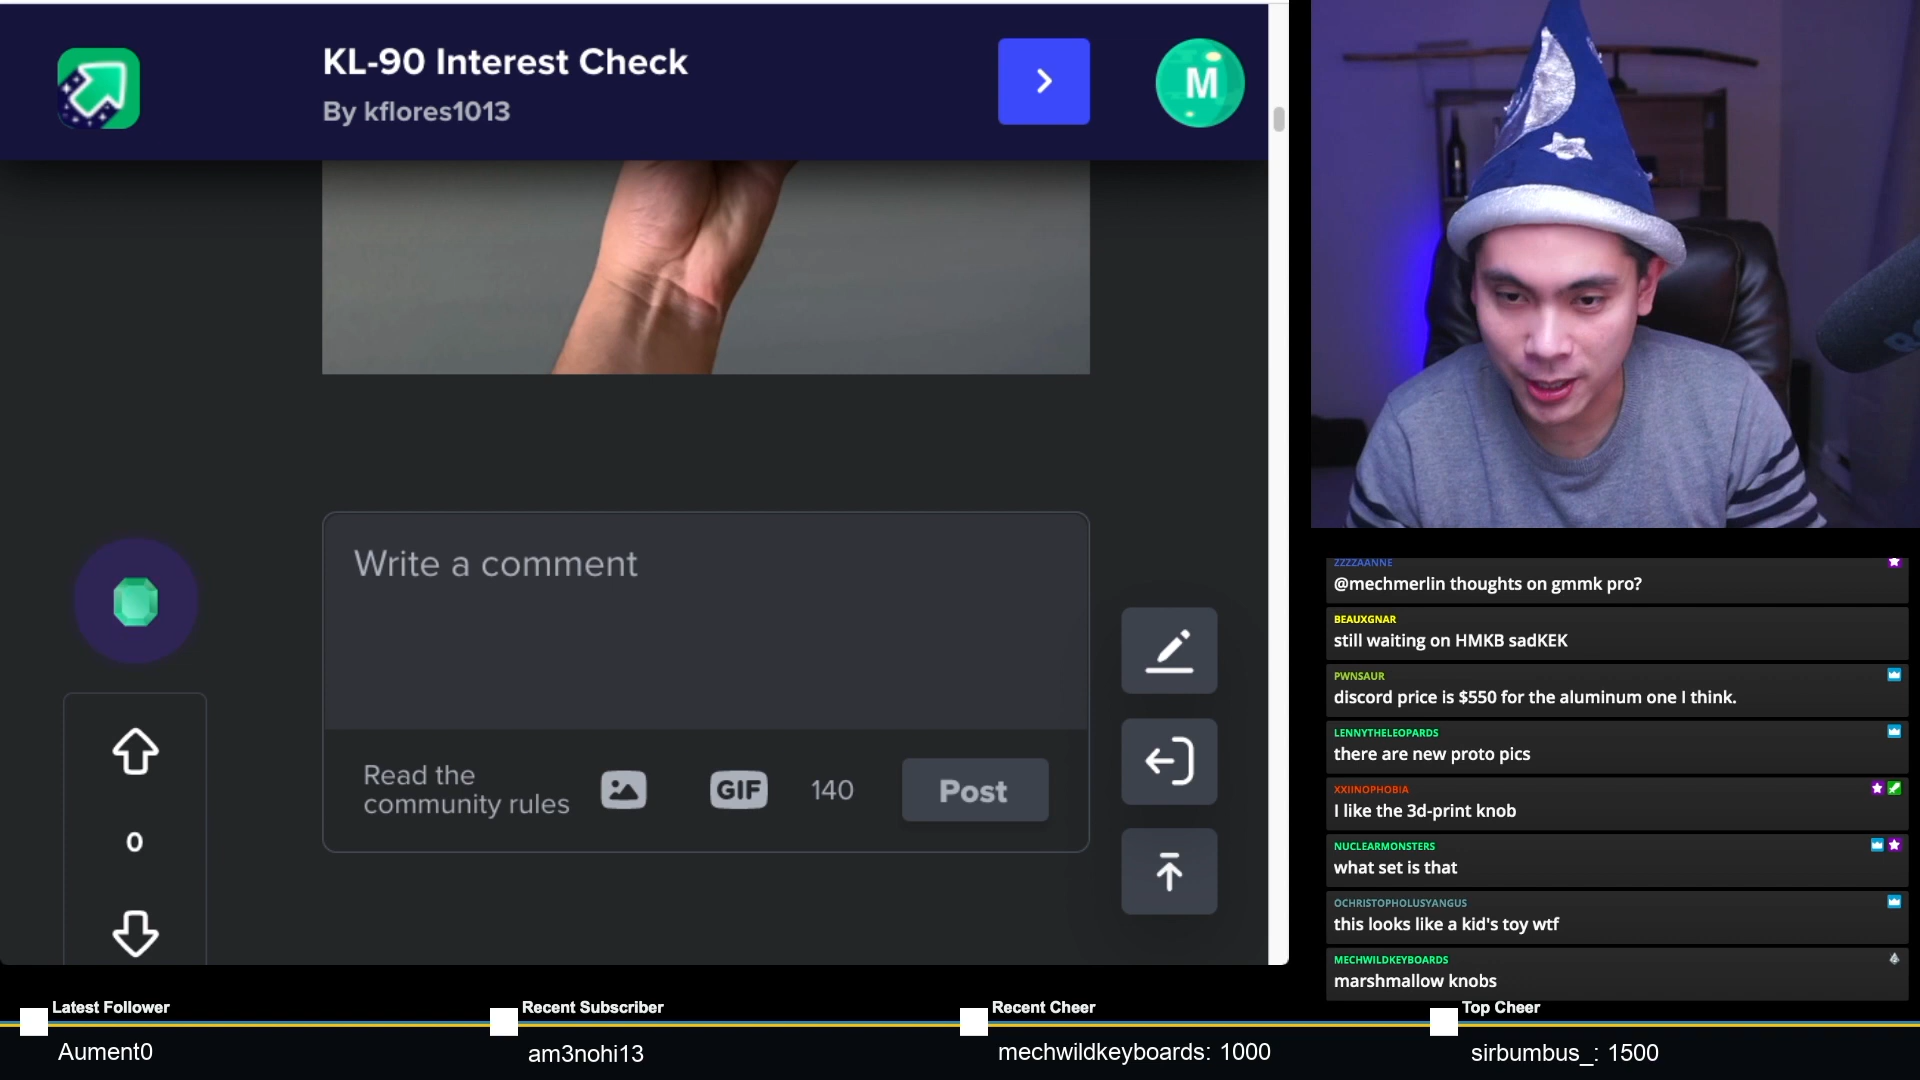 KL-90 Interest Check
By kflores1013
M
Write a comment
Read the
community rules
GIF
140
Post
0
ZZZZAANNE
@mechmerlin thoughts on gmmk pro?
BEAUXGNAR
still waiting on HMKB sadKEK
PWNSAUR
discord price is $550 for the aluminum one I think.
LENNYTHELEOPARDS
there are new proto pics
XXIINOPHOBIA
I like the 3d-print knob
NUCLEARMONSTERS
what set is that
OCHRISTOPHOLUSYANGUS
this looks like a kid's toy wtf
MECHWILDKEYBOARDS
marshmallow knobs
Latest Follower
Aument0
Recent Subscriber
am3nohi13
Recent Cheer
mechwildkeyboards: 1000
Top Cheer
sirbumbus_: 1500